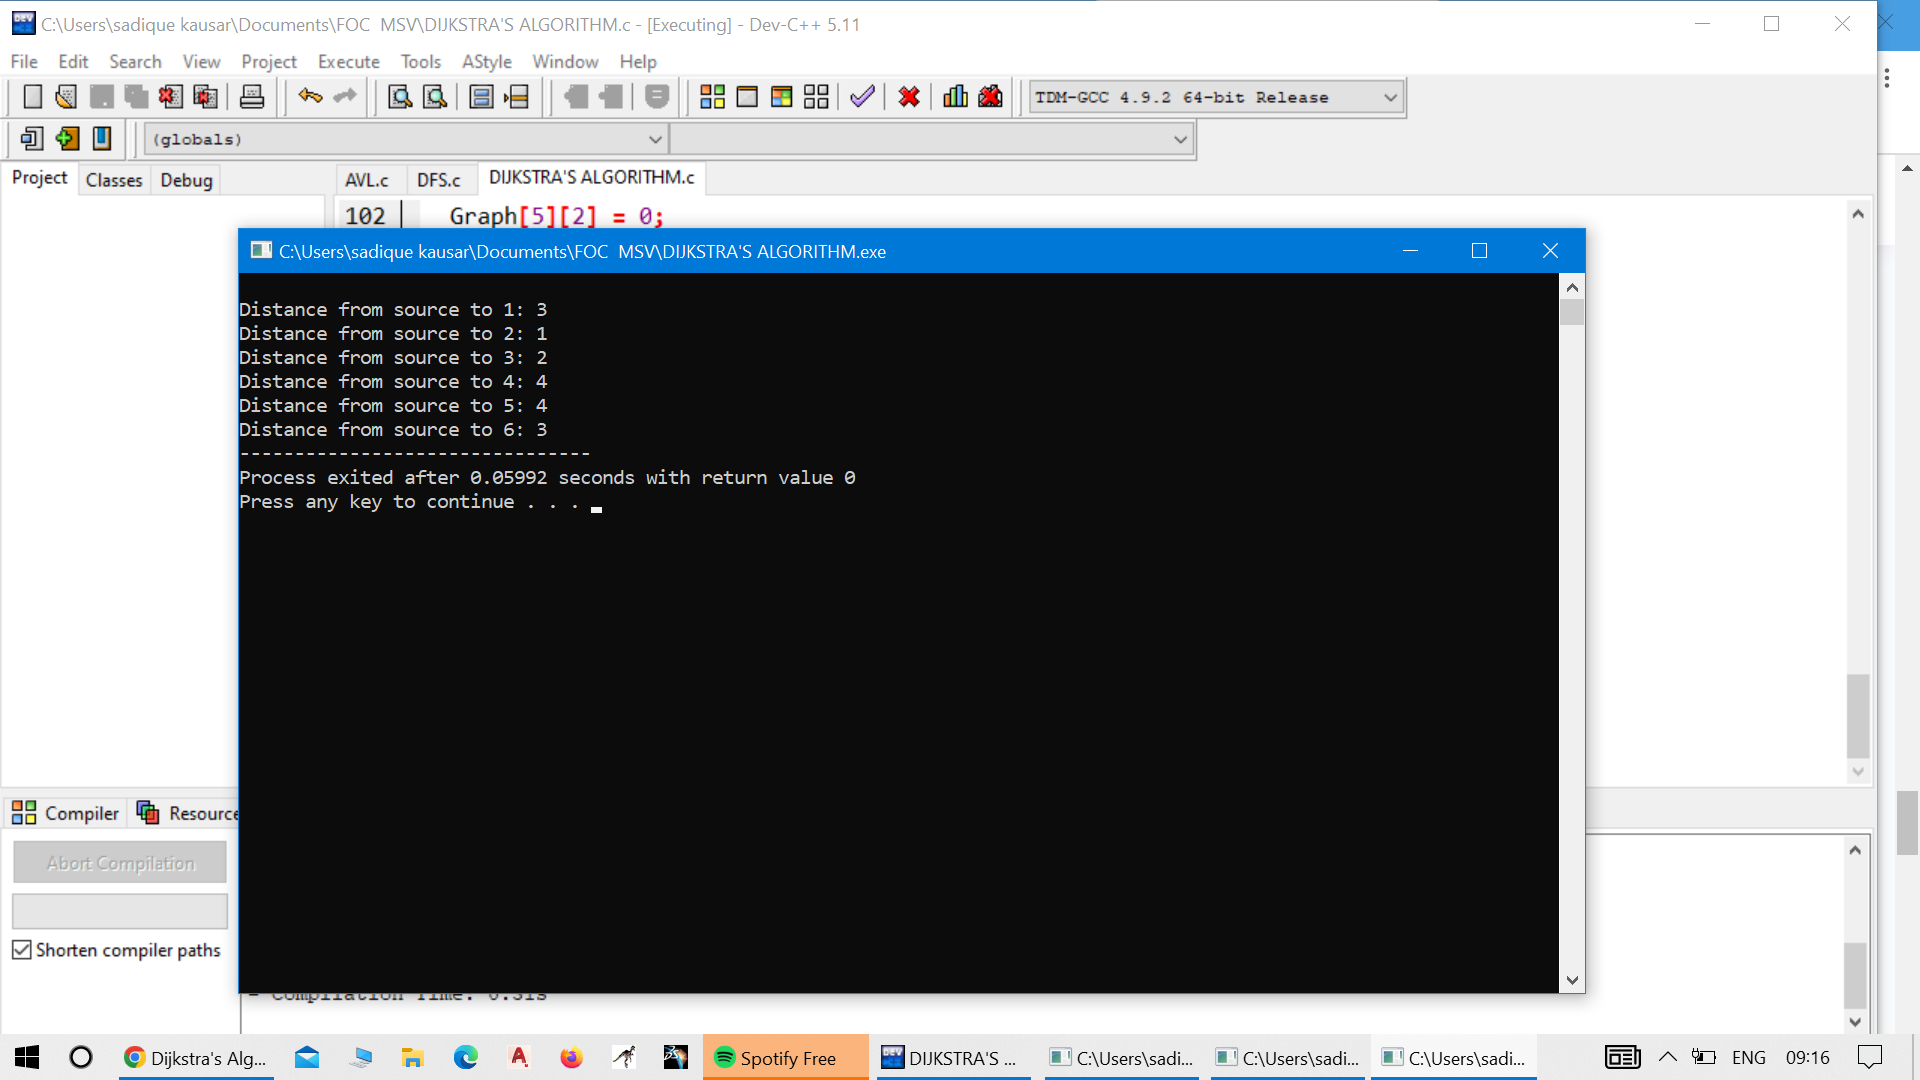 C:\Users\sadique kausar\Documents\FOC  MSV\DIJKSTRA'S ALGORITHM.c - [Executing] - Dev-C++ 5.11
File Edit Search View Project Execute Tools AStyle Window Help
TDM-GCC 4.9.2 64-bit Release
(globals)
Project Classes Debug
AVL.c DFS.c DIJKSTRA'S ALGORITHM.c
102 Graph[5][2] = 0;
C:\Users\sadique kausar\Documents\FOC  MSV\DIJKSTRA'S ALGORITHM.exe
Distance from source to 1: 3
Distance from source to 2: 1
Distance from source to 3: 2
Distance from source to 4: 4
Distance from source to 5: 4
Distance from source to 6: 3
--------------------------------
Process exited after 0.05992 seconds with return value 0
Press any key to continue . . .
Compiler Resource
Abort Compilation
Shorten compiler paths
- Compilation Time: 0.31s
Dijkstra's Alg... Spotify Free DIJKSTRA'S ... C:\Users\sadi... C:\Users\sadi... C:\Users\sadi... ENG 09:16